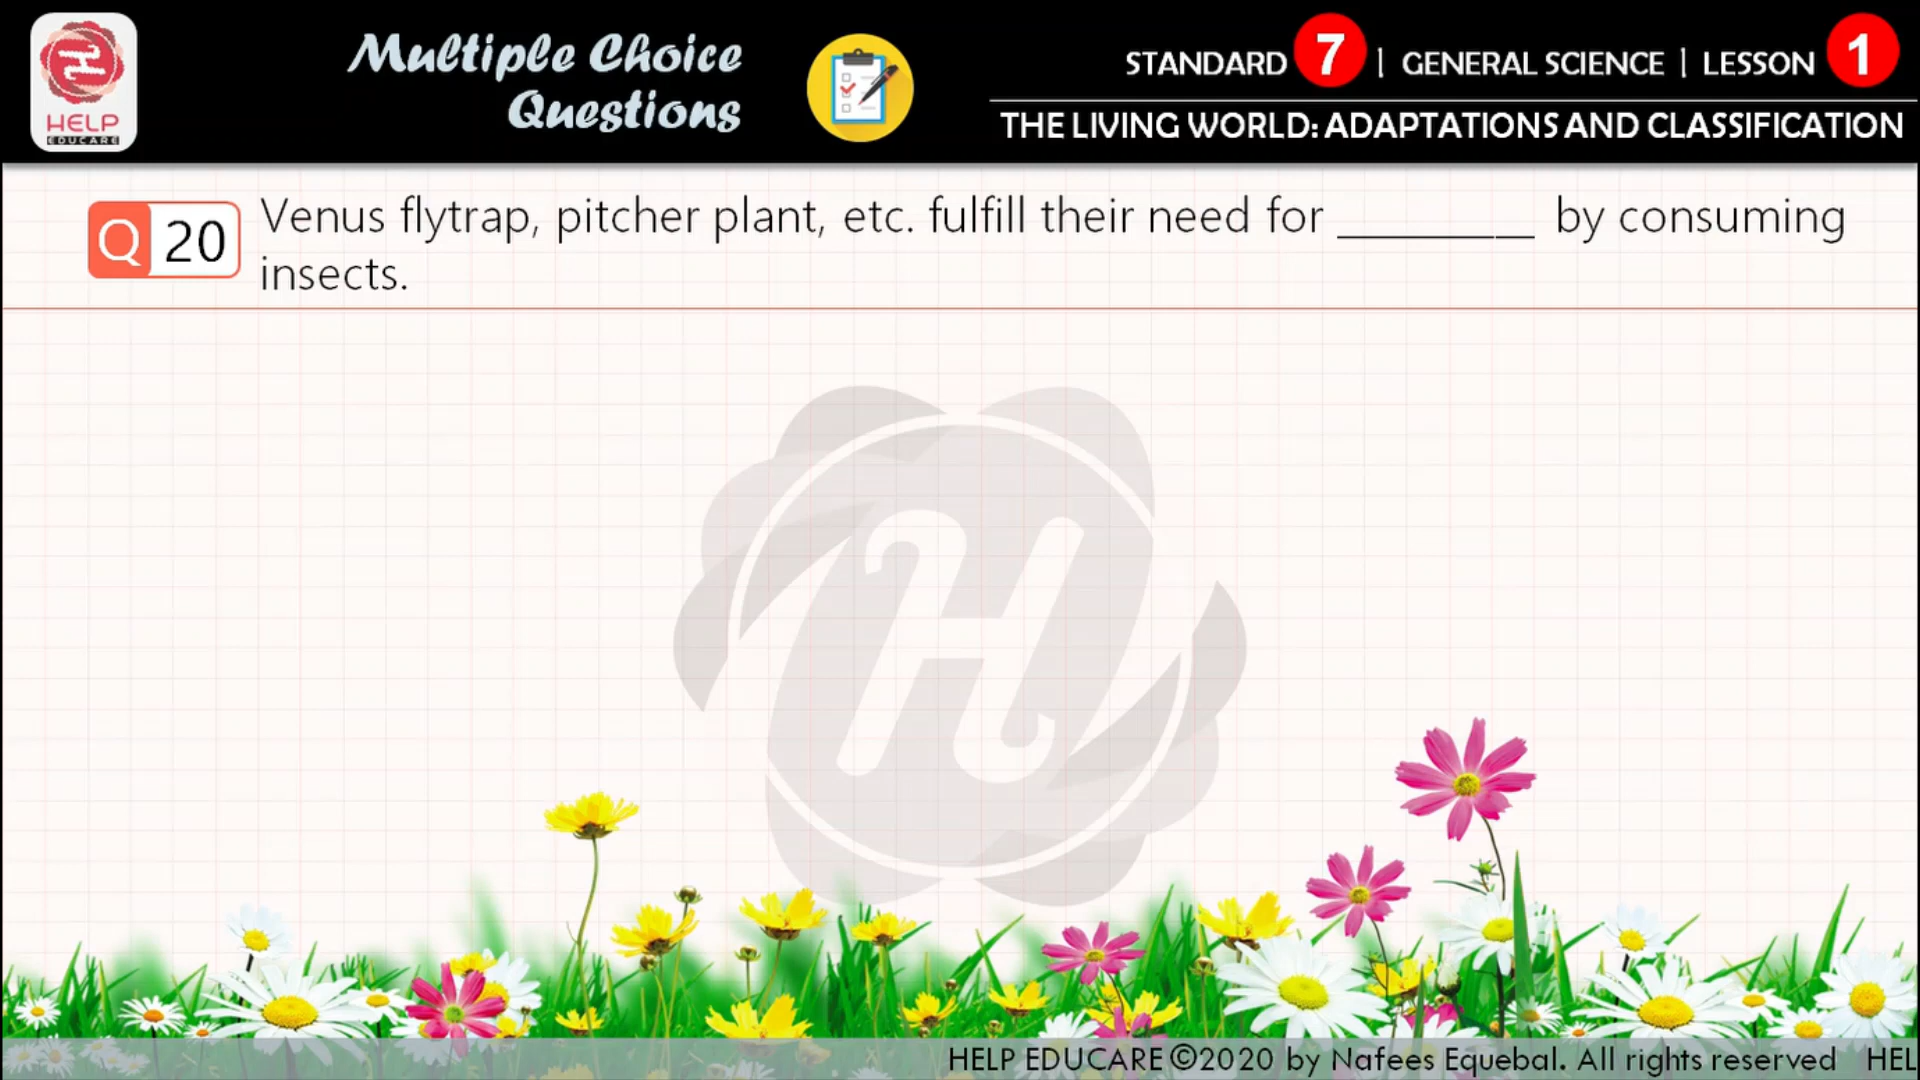 HELP
EDUCARE
Multiple Choice
Questions
STANDARD 7 | GENERAL SCIENCE | LESSON 1
THE LIVING WORLD: ADAPTATIONS AND CLASSIFICATION
Q 20
Venus flytrap, pitcher plant, etc. fulfill their need for ________ by consuming
insects.
HELP EDUCARE ©2020 by Nafees Equebal. All rights reserved HEL